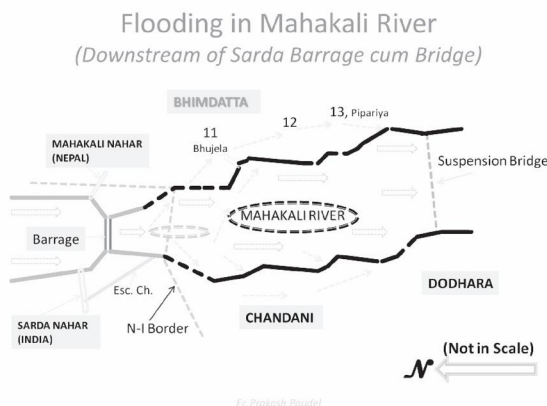 Flooding in Mahakali River
(Downstream of Sarda Barrage cum Bridge)
BHIMDATTA
13, Pipariya
12
11
Bhujela
MAHAKALI NAHAR
(NEPAL)
Suspension Bridge
MAHAKALI RIVER
Barrage
DODHARA
Esc. Ch.
CHANDANI
SARDA NAHAR
(INDIA)
N-I Border
(Not in Scale)
N
Er. Prakash Paudel